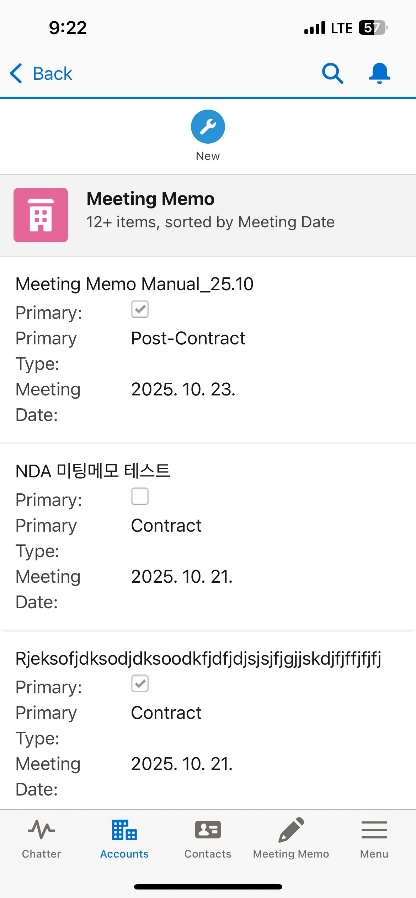 9:22
LTE 57
Back
New
Meeting Memo
12+ items, sorted by Meeting Date
Meeting Memo Manual_25.10
Primary:
Primary Post-Contract
Type:
Meeting 2025. 10. 23.
Date:
NDA 미팅메모 테스트
Primary:
Primary Contract
Type:
Meeting 2025. 10. 21.
Date:
Rjeksofjdksodjdksoodkfjdfjdjsjsjfjgjjskdjfjffjfjfj
Primary:
Primary Contract
Type:
Meeting 2025. 10. 21.
Date:
Chatter Accounts Contacts Meeting Memo Menu